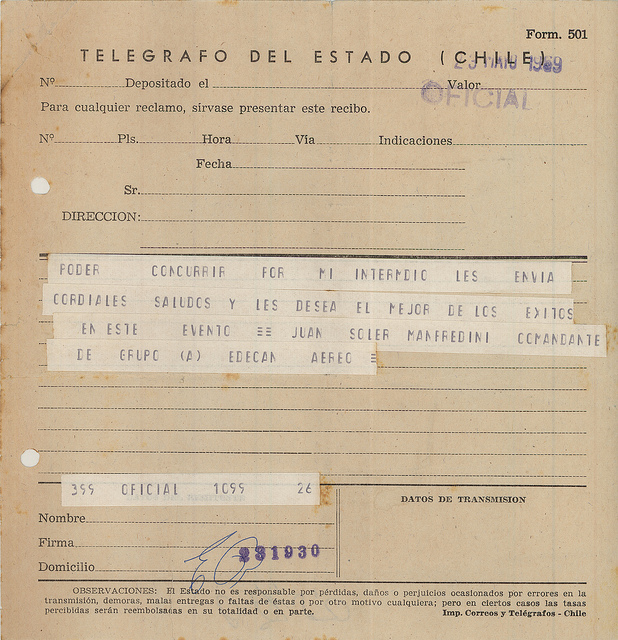 Form. 501
TELEGRAFO DEL ESTADO (CHILE)
23 MAYO 1969
Nº Depositado el Valor
OFICIAL
Para cualquier reclamo, sírvase presentar este recibo.
Nº Pls. Hora Vía Indicaciones
Fecha
Sr.
DIRECCION:
PODER CONCURRIR POR MI INTERMDIO LES ENVIA
CORDIALES SALUDOS Y LES DESEA EL MEJOR DE LOS EXITOS
EN ESTE EVENTO == JUAN SOLER MANFREDINI COMANDANTE
DE GRUPO (A) EDECAN AEREO =
399 OFICIAL 1099 26
DATOS DE TRANSMISION
Nombre
Firma
231930
Domicilio
OBSERVACIONES: El Estado no es responsable por pérdidas, daños o perjuicios ocasionados por errores en la
transmisión, demoras, malas entregas o faltas de éstas o por otro motivo cualquiera; pero en ciertos casos las tasas
percibidas serán reembolsadas en su totalidad o en parte.
Imp. Correos y Telégrafos - Chile